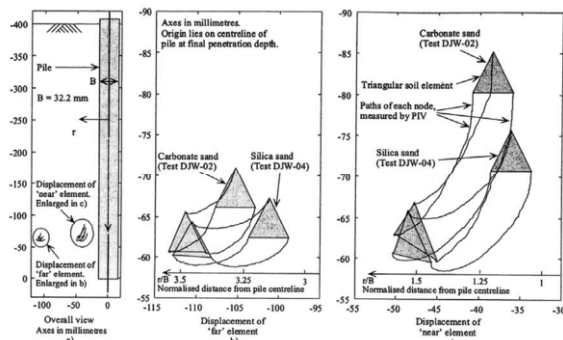 -400
-350
-300
-250
-200
-150
-100
-50
0
Pile
B
B = 32.2 mm
r
Displacement of
'near' element.
Enlarged in c)
Displacement of
'far' element.
Enlarged in b)
-100 -50 0
Overall view
Axes in millimetres
a)
-90
-85
-80
-75
-70
-65
-60
-55
Axes in millimetres.
Origin lies on centreline of
pile at final penetration depth.
Carbonate sand
(Test DJW-02)
Silica sand
(Test DJW-04)
r/B 3.5 3.25 3
Normalised distance from pile centreline
-115 -110 -105 -100 -95
Displacement of
'far' element
b)
-90
-85
-80
-75
-70
-65
-60
-55
Carbonate sand
(Test DJW-02)
Triangular soil element
Paths of each node,
measured by PIV
Silica sand
(Test DJW-04)
r/B 1.5 1.25 1
Normalised distance from pile centreline
-50 -45 -40 -35 -30
Displacement of
'near' element